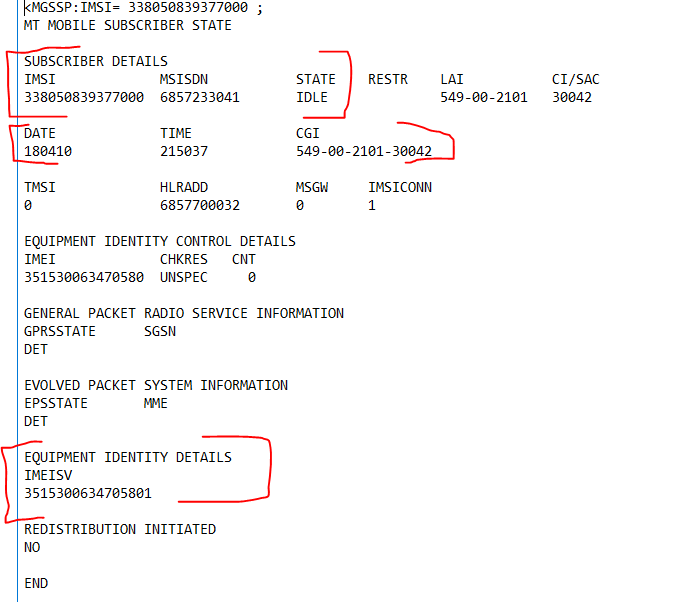 <MGSSP:IMSI= 338050839377000 ;
MT MOBILE SUBSCRIBER STATE
SUBSCRIBER DETAILS
IMSI MSISDN STATE RESTR LAI CI/SAC
338050839377000 6857233041 IDLE 549-00-2101 30042
DATE TIME CGI
180410 215037 549-00-2101-30042
TMSI HLRADD MSGW IMSICONN
0 6857700032 0 1
EQUIPMENT IDENTITY CONTROL DETAILS
IMEI CHKRES CNT
351530063470580 UNSPEC 0
GENERAL PACKET RADIO SERVICE INFORMATION
GPRSSTATE SGSN
DET
EVOLVED PACKET SYSTEM INFORMATION
EPSSTATE MME
DET
EQUIPMENT IDENTITY DETAILS
IMEISV
3515300634705801
REDISTRIBUTION INITIATED
NO
END